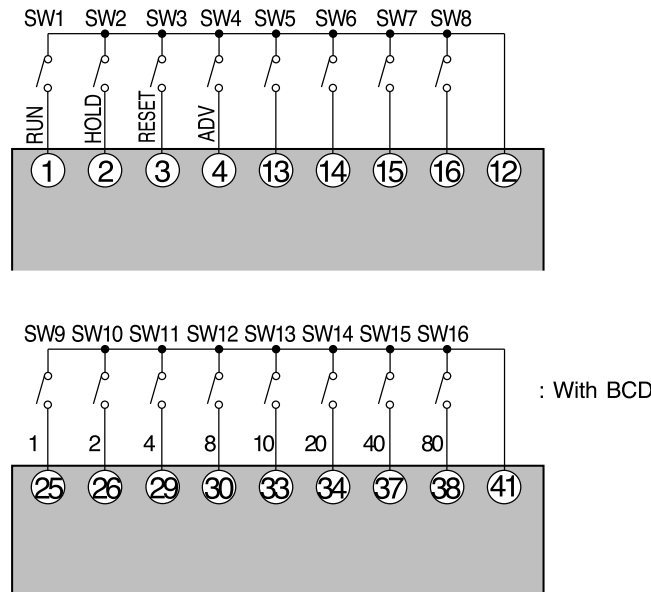 SW1 SW2 SW3 SW4 SW5 SW6 SW7 SW8
RUN HOLD RESET ADV
1 2 3 4 13 14 15 16 12
SW9 SW10 SW11 SW12 SW13 SW14 SW15 SW16
: With BCD
1 2 4 8 10 20 40 80
25 26 29 30 33 34 37 38 41